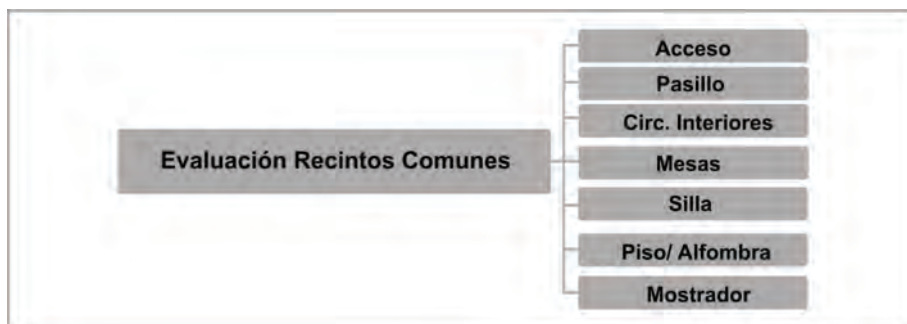 Evaluación Recintos Comunes
Acceso
Pasillo
Circ. Interiores
Mesas
Silla
Piso/ Alfombra
Mostrador